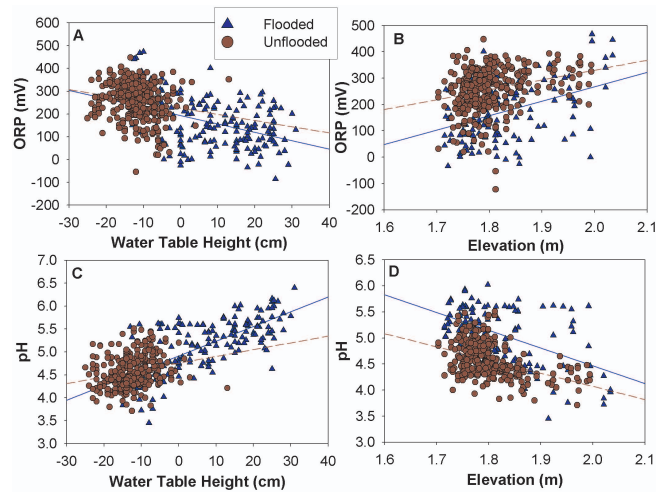 Flooded
Unflooded
A
600
500
400
300
200
100
0
-100
-200
ORP (mV)
-30 -20 -10 0 10 20 30 40
Water Table Height (cm)
B
500
400
300
200
100
0
-100
-200
ORP (mV)
1.6 1.7 1.8 1.9 2.0 2.1
Elevation (m)
C
7.0
6.5
6.0
5.5
5.0
4.5
4.0
3.5
3.0
pH
-30 -20 -10 0 10 20 30 40
Water Table Height (cm)
D
6.5
6.0
5.5
5.0
4.5
4.0
3.5
3.0
pH
1.6 1.7 1.8 1.9 2.0 2.1
Elevation (m)